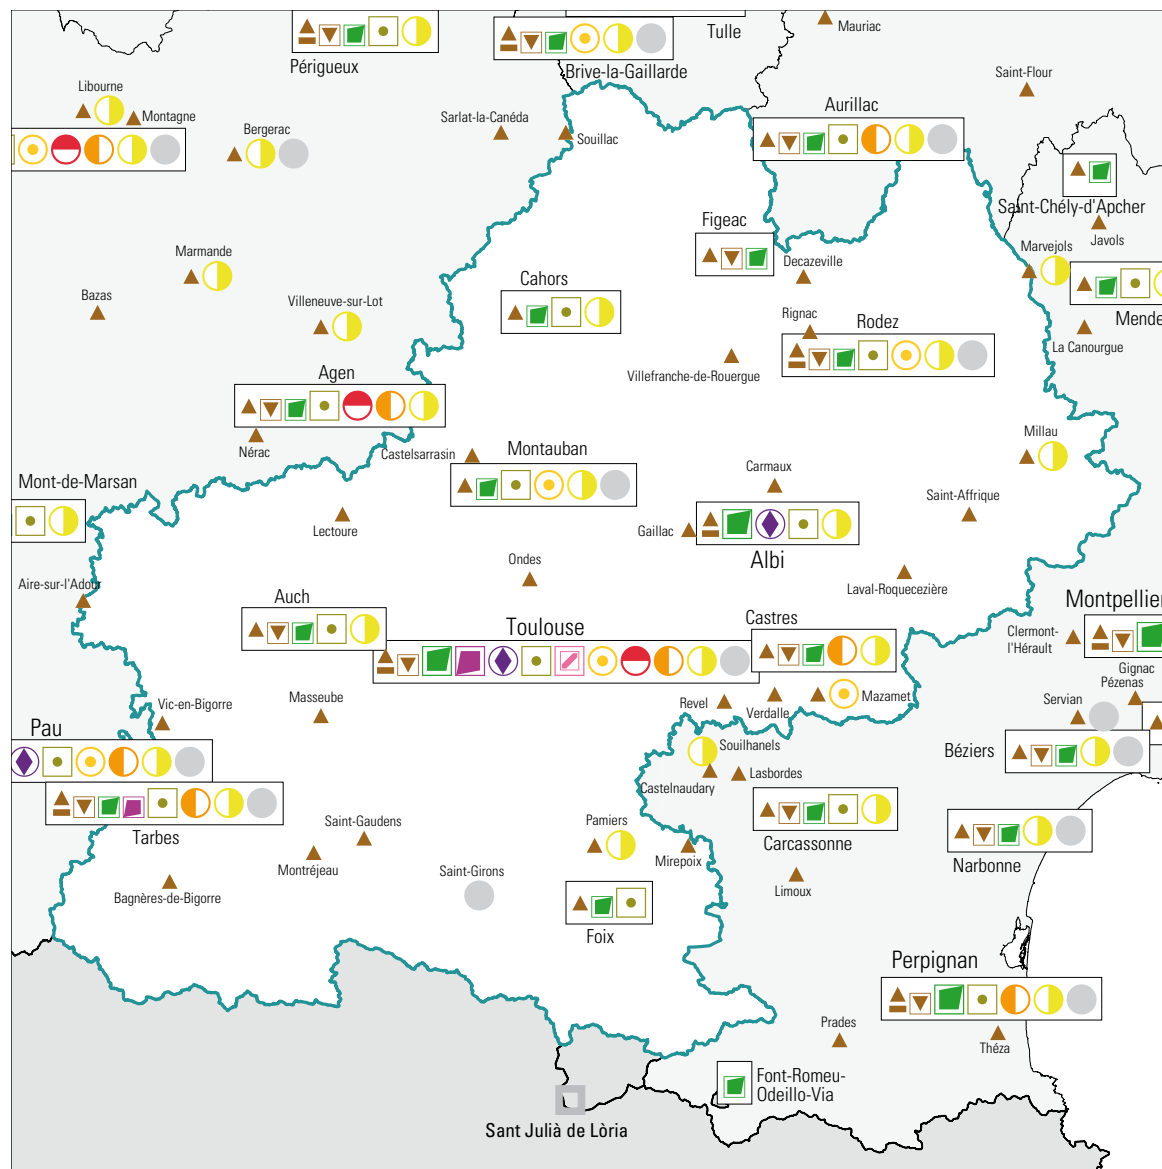 Tulle
Mauriac
Périgueux
Brive-la-Gaillarde
Saint-Flour
Libourne
Montagne
Aurillac
Sarlat-la-Canéda
Souillac
Bergerac
Saint-Chély-d'Apcher
Figeac
Javols
Marmande
Marvejols
Decazeville
Cahors
Bazas
Villeneuve-sur-Lot
Rignac
Rodez
Mende
La Canourgue
Agen
Villefranche-de-Rouergue
Millau
Nérac
Castelsarrasin
Montauban
Carmaux
Mont-de-Marsan
Saint-Affrique
Lectoure
Gaillac
Albi
Ondes
Aire-sur-l'Adour
Laval-Roquecezière
Auch
Montpellier
Toulouse
Castres
Clermont-
l'Hérault
Gignac
Pézenas
Masseube
Vic-en-Bigorre
Revel
Verdalle
Mazamet
Servian
Pau
Souilhanels
Béziers
Lasbordes
Castelnaudary
Tarbes
Saint-Gaudens
Pamiers
Carcassonne
Mirepoix
Narbonne
Montréjeau
Saint-Girons
Limoux
Bagnères-de-Bigorre
Foix
Perpignan
Prades
Théza
Font-Romeu-
Odeillo-Via
Sant Julià de Lòria